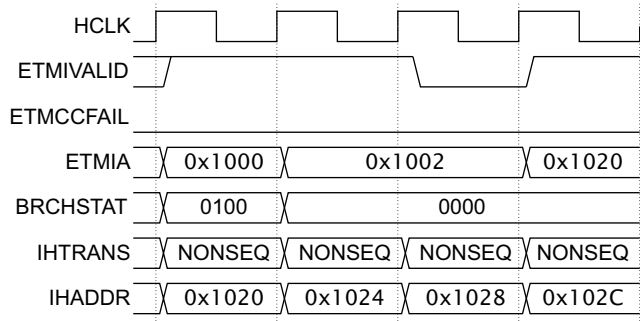 HCLK
ETMIVALID
ETMCCFAIL
ETMIA 0x1000 0x1002 0x1020
BRCHSTAT 0100 0000
IHTRANS NONSEQ NONSEQ NONSEQ NONSEQ
IHADDR 0x1020 0x1024 0x1028 0x102C